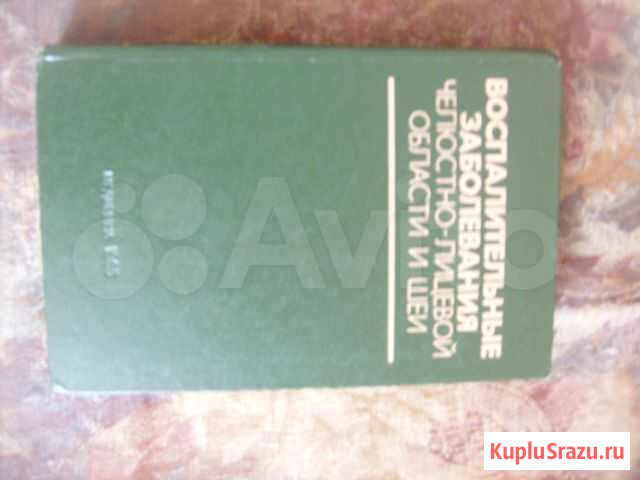 ВОСПАЛИТЕЛЬНЫЕ
ЗАБОЛЕВАНИЯ
ЧЕЛЮСТНО-ЛИЦЕВОЙ
ОБЛАСТИ И ШЕИ
Avito
KupluSrazu.ru